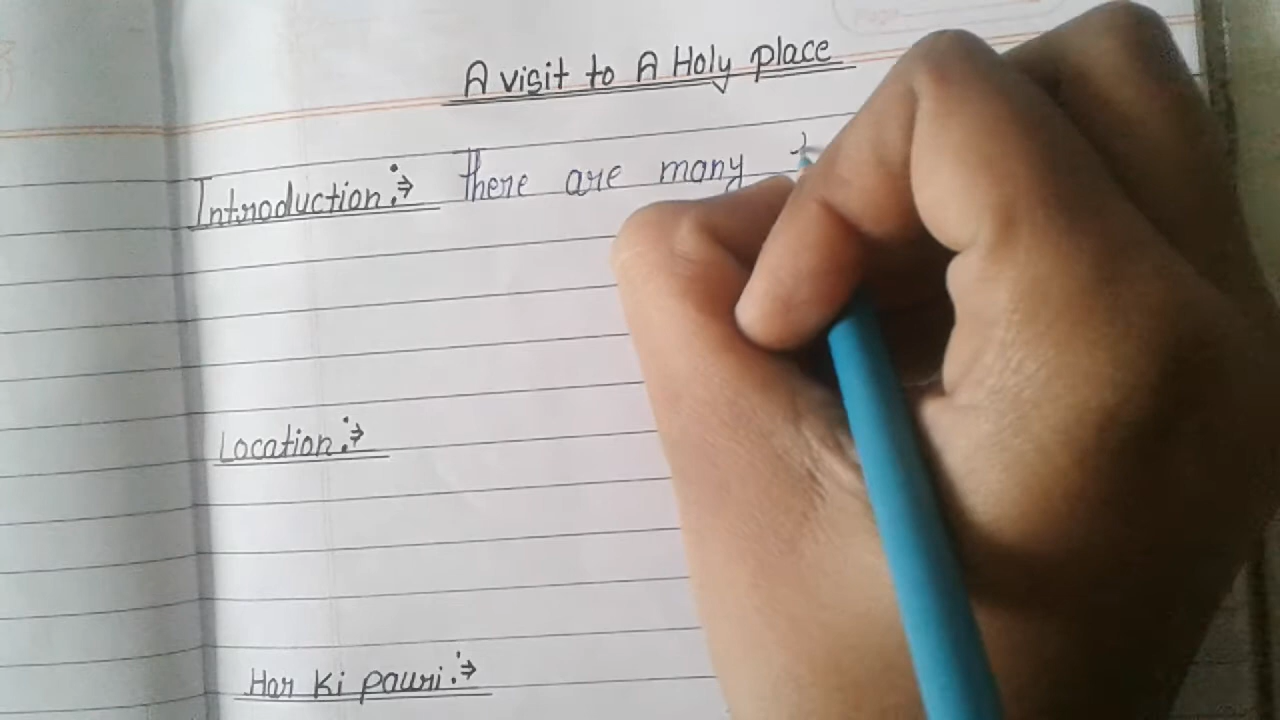 A visit to A Holy place
Introduction :→ There are many
Location :→
Har Ki pauri :→